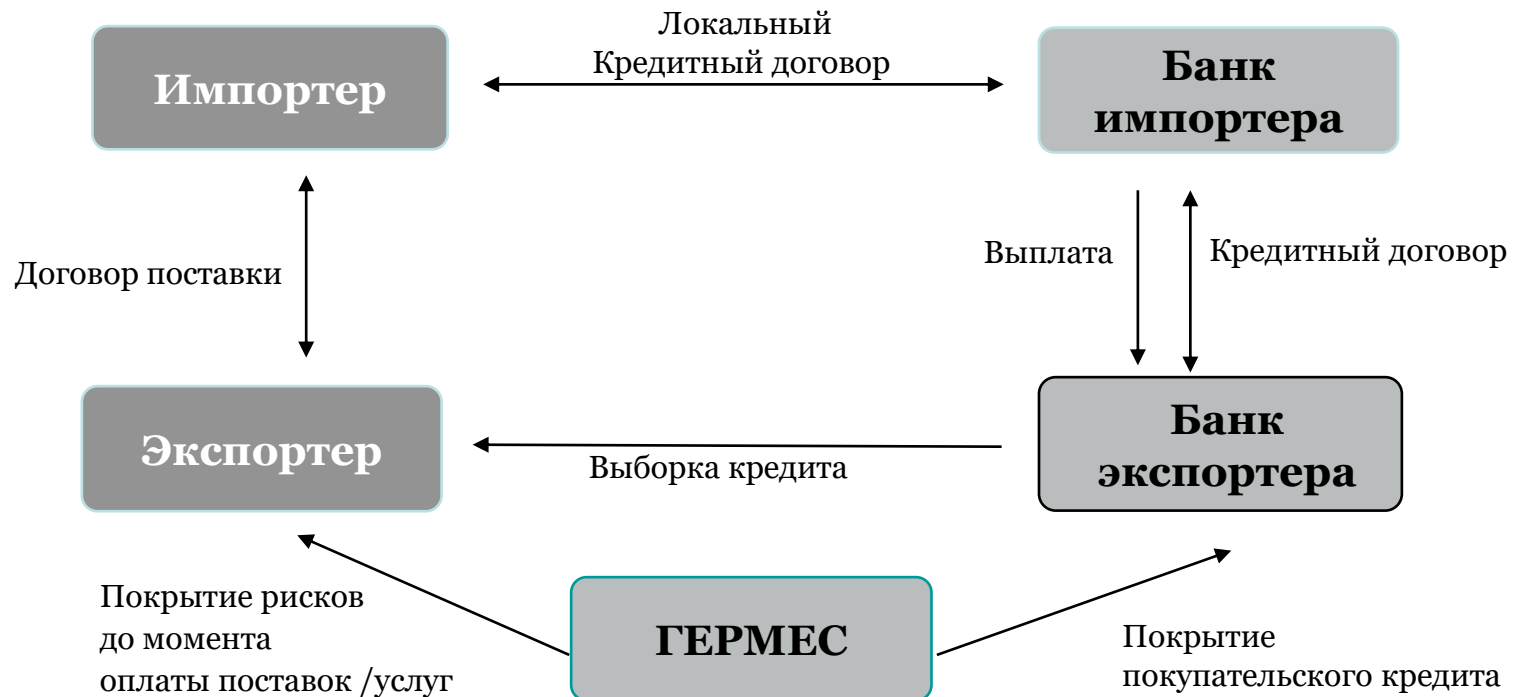 Локальный
Кредитный договор
Импортер
Банк
импортера
Договор поставки
Выплата
Кредитный договор
Экспортер
Выборка кредита
Банк
экспортера
Покрытие рисков
до момента
оплаты поставок /услуг
ГЕРМЕС
Покрытие
покупательского кредита